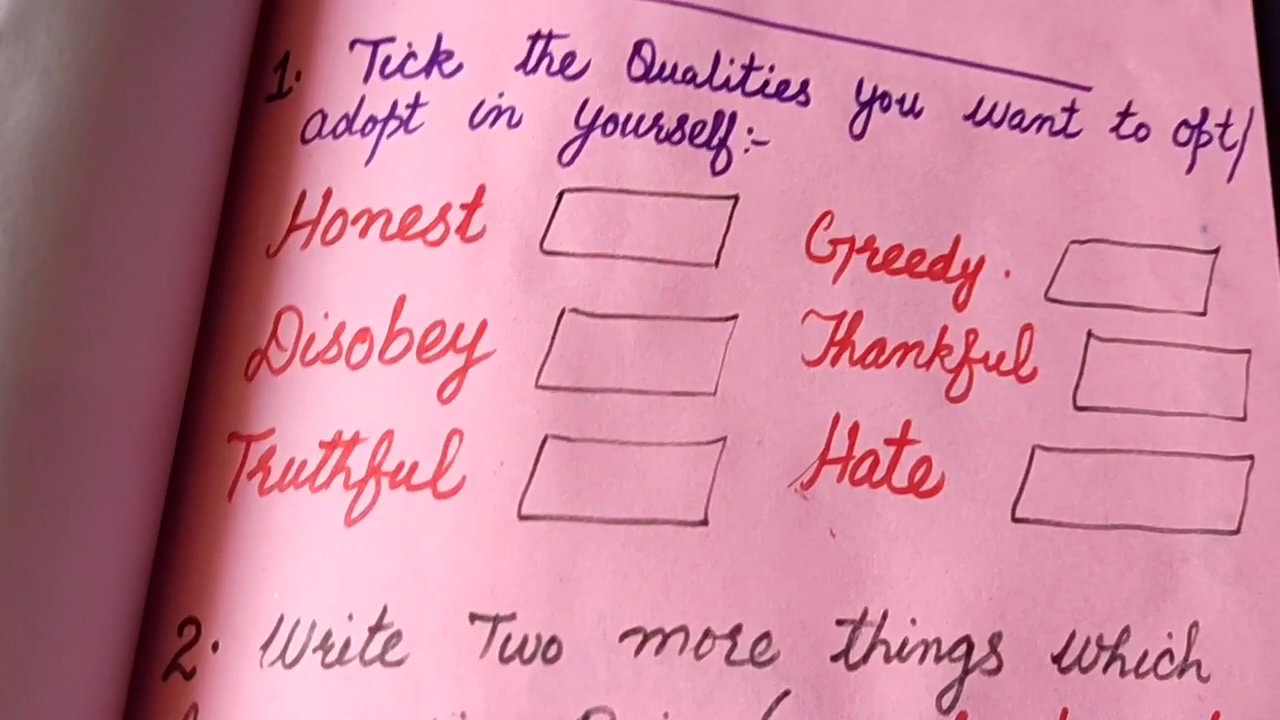 1. Tick the Qualities you want to opt/
adopt in yourself:-
Honest Greedy.
Disobey Thankful
Truthful Hate
2. Write Two more things which